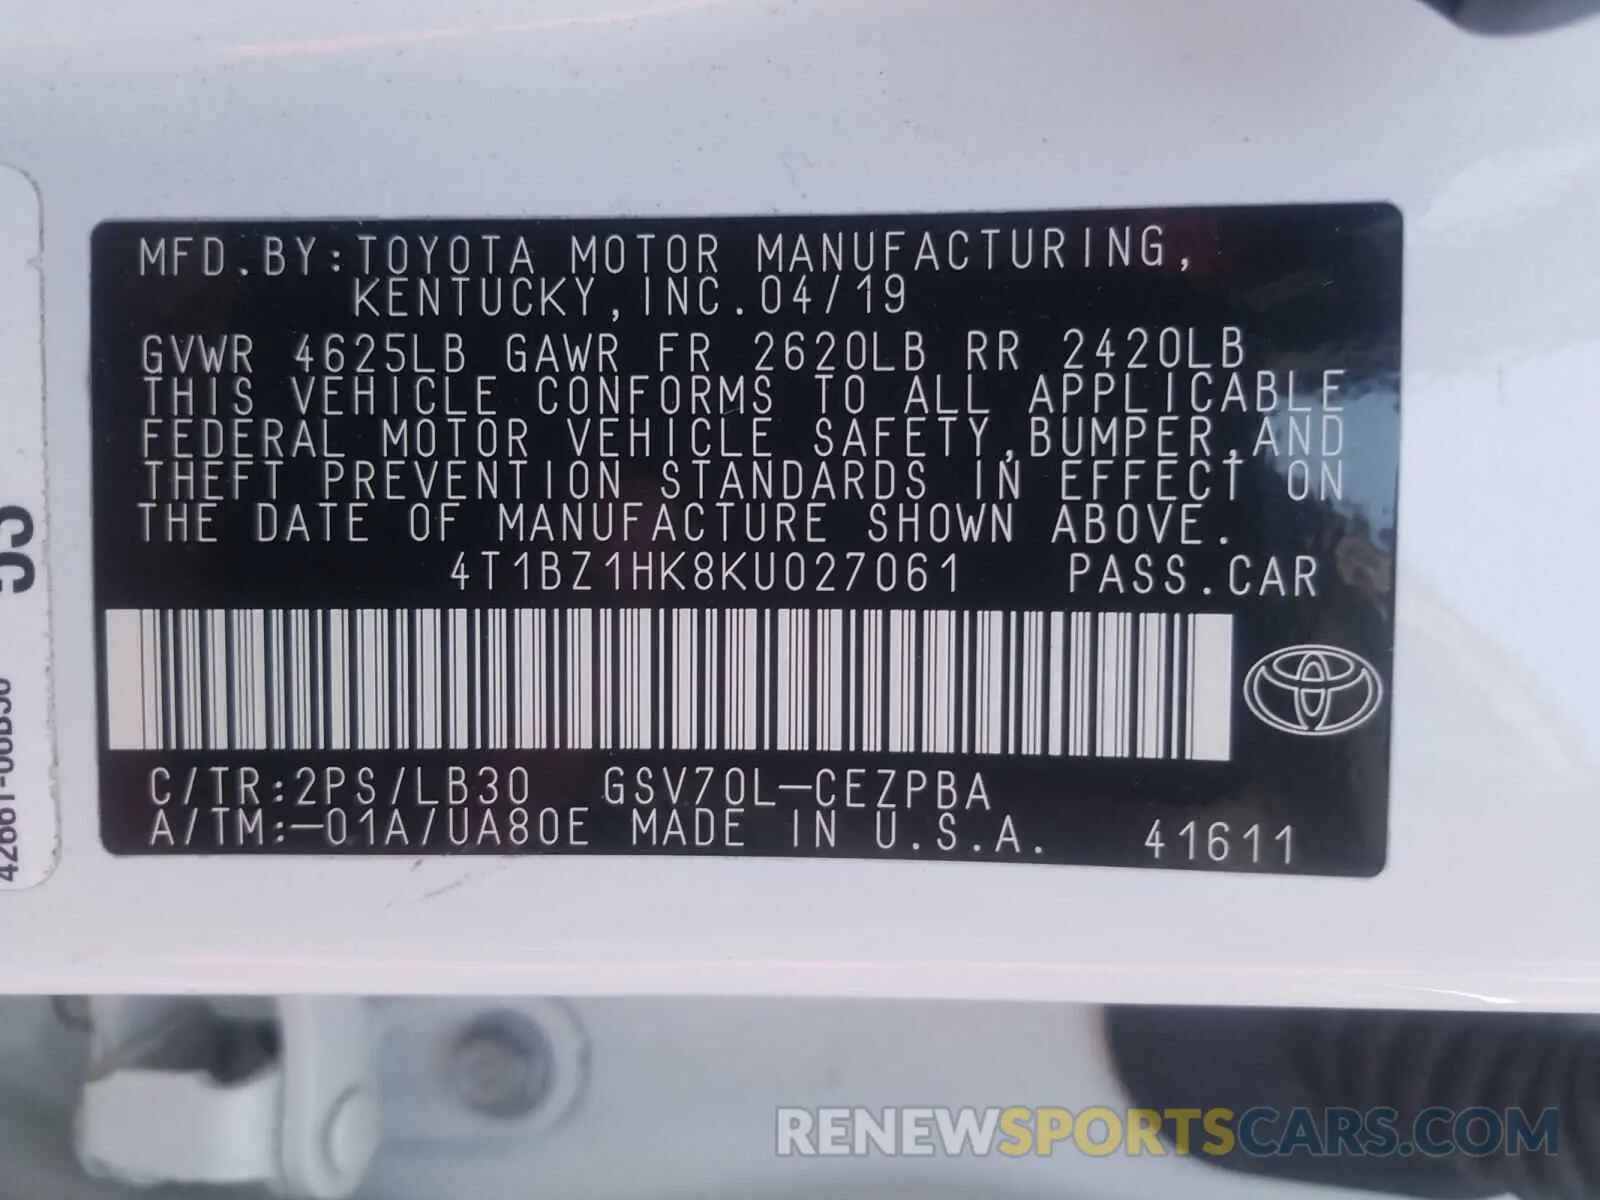 MFD.BY:TOYOTA MOTOR MANUFACTURING,
KENTUCKY,INC.04/19
GVWR 4625LB GAWR FR 2620LB RR 2420LB
THIS VEHICLE CONFORMS TO ALL APPLICABLE
FEDERAL MOTOR VEHICLE SAFETY,BUMPER,AND
THEFT PREVENTION STANDARDS IN EFFECT ON
THE DATE OF MANUFACTURE SHOWN ABOVE.
4T1BZ1HK8KU027061 PASS.CAR
C/TR:2PS/LB30 GSV70L-CEZPBA
A/TM:-01A/UA80E MADE IN U.S.A. 41611
RENEWSPORTSCARS.COM